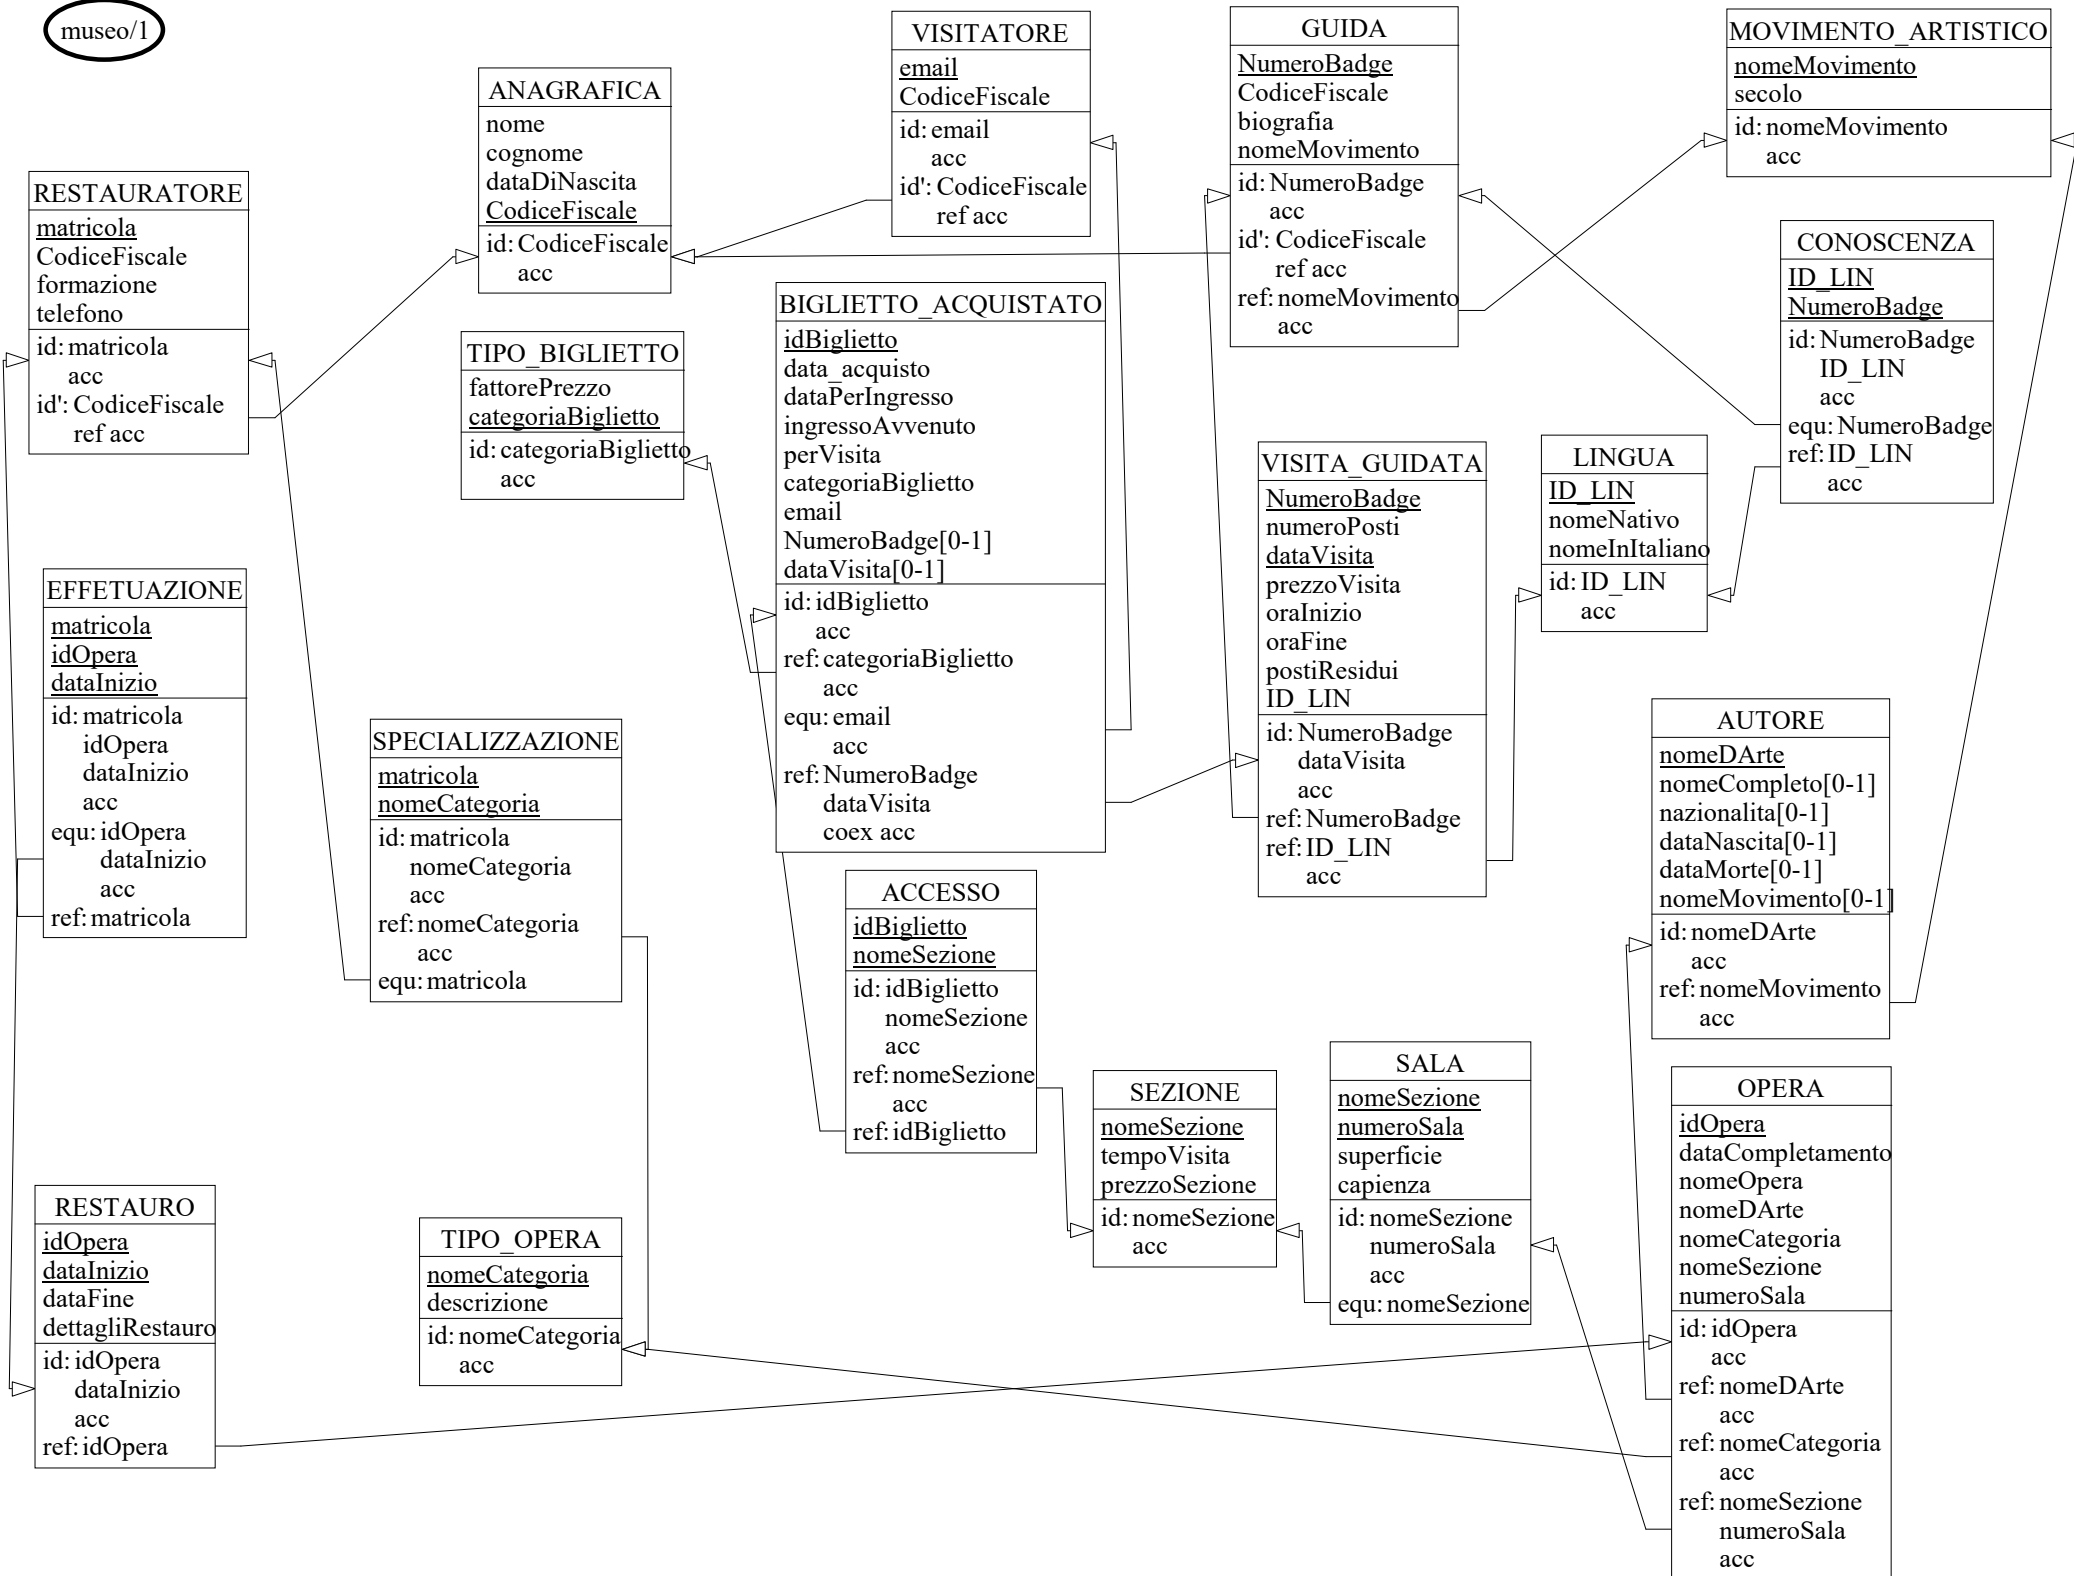 museo/1
RESTAURATORE
matricola
CodiceFiscale
formazione
telefono
id: matricola
acc
id': CodiceFiscale
ref acc
ANAGRAFICA
nome
cognome
dataDiNascita
CodiceFiscale
id: CodiceFiscale
acc
VISITATORE
email
CodiceFiscale
id: email
acc
id': CodiceFiscale
ref acc
GUIDA
NumeroBadge
CodiceFiscale
biografia
nomeMovimento
id: NumeroBadge
acc
id': CodiceFiscale
ref acc
ref: nomeMovimento
acc
MOVIMENTO_ARTISTICO
nomeMovimento
secolo
id: nomeMovimento
acc
CONOSCENZA
ID_LIN
NumeroBadge
id: NumeroBadge
ID_LIN
acc
equ: NumeroBadge
ref: ID_LIN
acc
TIPO_BIGLIETTO
fattorePrezzo
categoriaBiglietto
id: categoriaBiglietto
acc
BIGLIETTO_ACQUISTATO
idBiglietto
data_acquisto
dataPerIngresso
ingressoAvvenuto
perVisita
categoriaBiglietto
email
NumeroBadge[0-1]
dataVisita[0-1]
id: idBiglietto
acc
ref: categoriaBiglietto
acc
equ: email
acc
ref: NumeroBadge
dataVisita
coex acc
VISITA_GUIDATA
NumeroBadge
numeroPosti
dataVisita
prezzoVisita
oraInizio
oraFine
postiResidui
ID_LIN
id: NumeroBadge
dataVisita
acc
ref: NumeroBadge
ref: ID_LIN
acc
LINGUA
ID_LIN
nomeNativo
nomeInItaliano
id: ID_LIN
acc
EFFETUAZIONE
matricola
idOpera
dataInizio
id: matricola
idOpera
dataInizio
acc
equ: idOpera
dataInizio
acc
ref: matricola
SPECIALIZZAZIONE
matricola
nomeCategoria
id: matricola
nomeCategoria
acc
ref: nomeCategoria
acc
equ: matricola
AUTORE
nomeDArte
nomeCompleto[0-1]
nazionalita[0-1]
dataNascita[0-1]
dataMorte[0-1]
nomeMovimento[0-1]
id: nomeDArte
acc
ref: nomeMovimento
acc
ACCESSO
idBiglietto
nomeSezione
id: idBiglietto
nomeSezione
acc
ref: nomeSezione
acc
ref: idBiglietto
SEZIONE
nomeSezione
tempoVisita
prezzoSezione
id: nomeSezione
acc
SALA
nomeSezione
numeroSala
superficie
capienza
id: nomeSezione
numeroSala
acc
equ: nomeSezione
OPERA
idOpera
dataCompletamento
nomeOpera
nomeDArte
nomeCategoria
nomeSezione
numeroSala
id: idOpera
acc
ref: nomeDArte
acc
ref: nomeCategoria
acc
ref: nomeSezione
numeroSala
acc
RESTAURO
idOpera
dataInizio
dataFine
dettagliRestauro
id: idOpera
dataInizio
acc
ref: idOpera
TIPO_OPERA
nomeCategoria
descrizione
id: nomeCategoria
acc